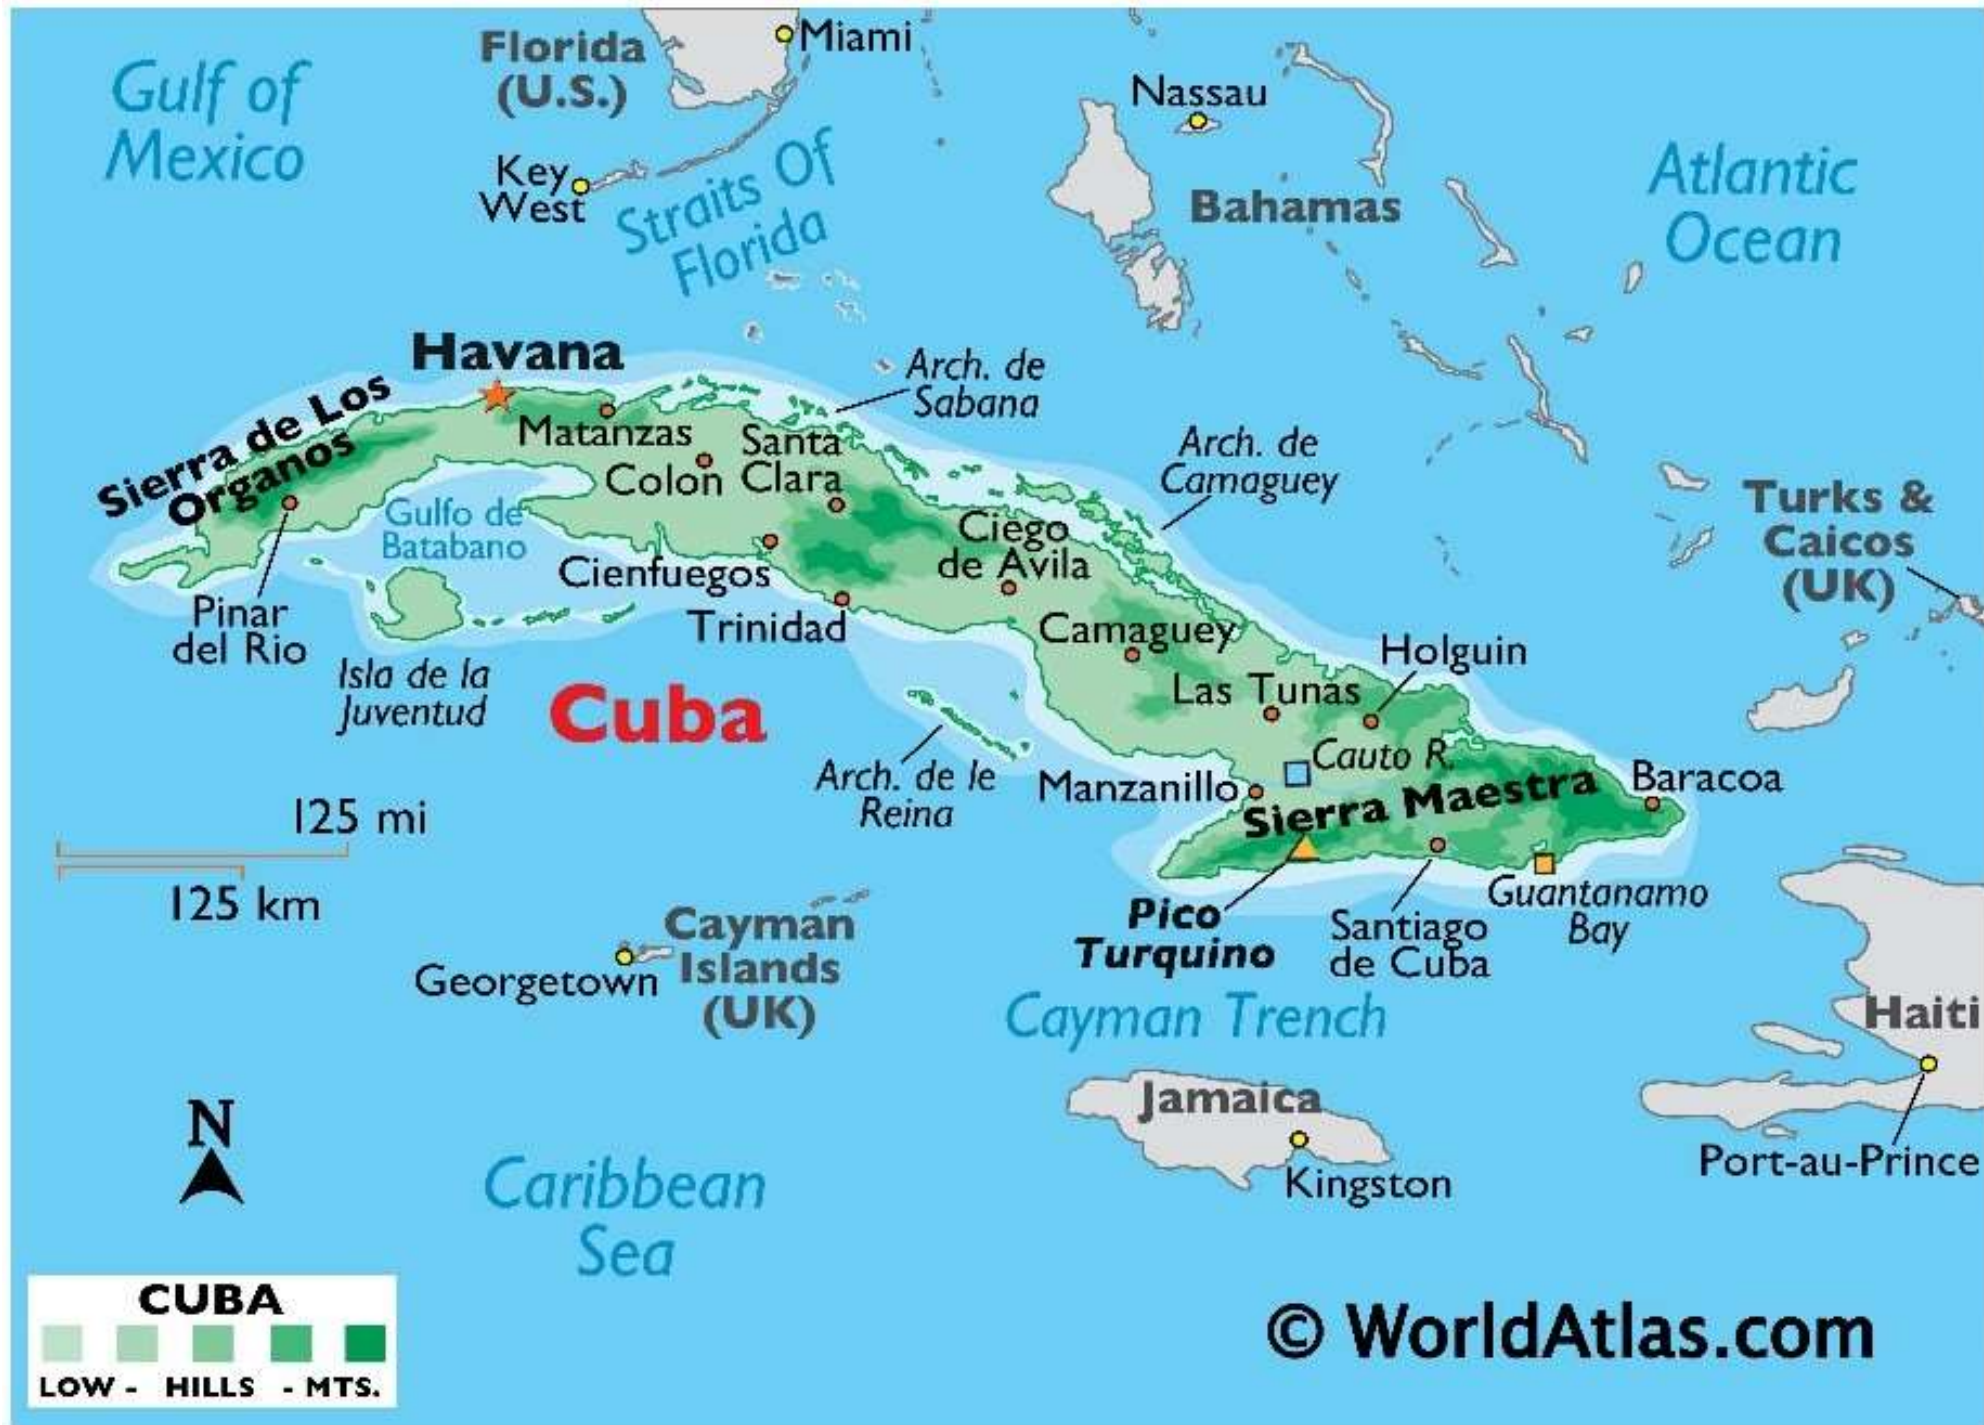 Florida
(U.S.)
Miami
Gulf of
Mexico
Nassau
Key
West
Straits Of
Florida
Bahamas
Atlantic
Ocean
Havana
Arch. de
Sabana
Sierra de Los
Organos
Matanzas
Santa
Clara
Colon
Arch. de
Camaguey
Gulfo de
Batabano
Ciego
de Avila
Turks &
Caicos
(UK)
Cienfuegos
Pinar
del Rio
Trinidad
Camaguey
Holguin
Isla de la
Juventud
Cuba
Las Tunas
Cauto R.
Arch. de le
Reina
Manzanillo
Sierra Maestra
Baracoa
125 mi
125 km
Pico
Turquino
Santiago
de Cuba
Guantanamo
Bay
Cayman
Islands
(UK)
Georgetown
Cayman Trench
Haiti
Jamaica
Kingston
Port-au-Prince
N
Caribbean
Sea
CUBA
LOW - HILLS - MTS.
© WorldAtlas.com